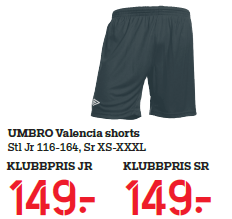 UMBRO Valencia shorts
Stl Jr 116-164, Sr XS-XXXL
KLUBBPRIS JR KLUBBPRIS SR
149:- 149:-